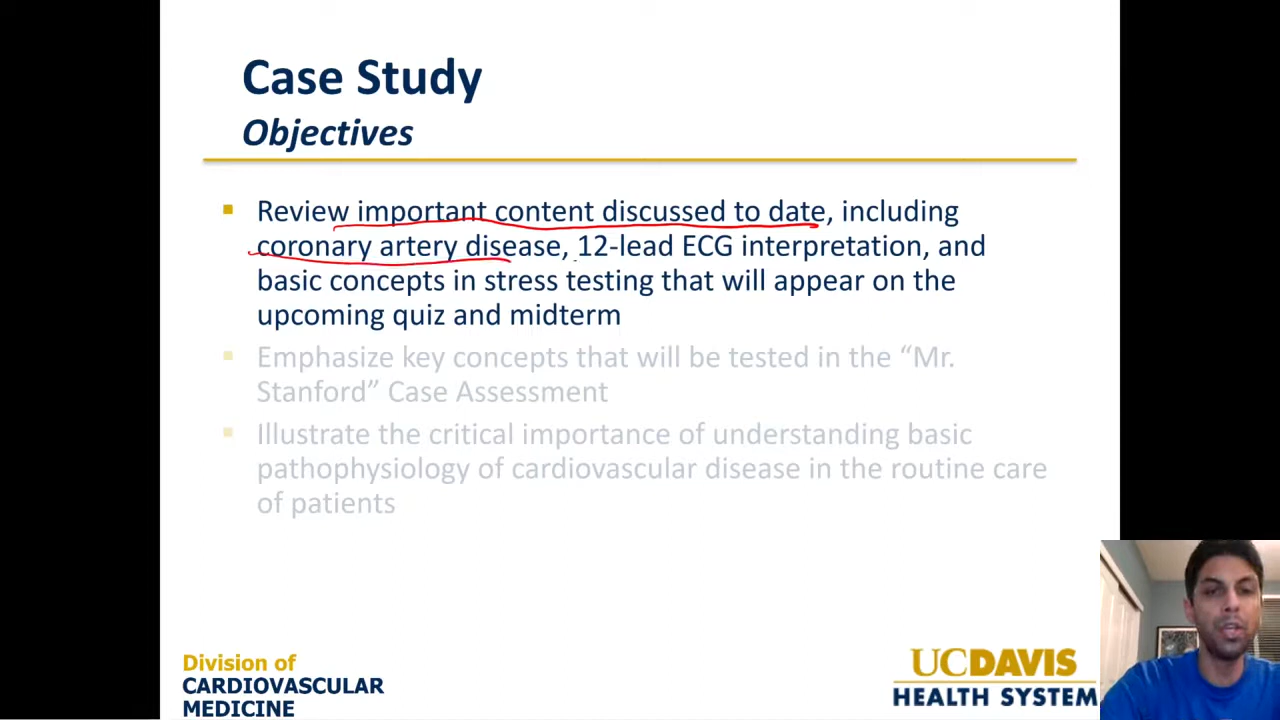 Case Study
Objectives
▪ Review important content discussed to date, including
coronary artery disease, 12-lead ECG interpretation, and
basic concepts in stress testing that will appear on the
upcoming quiz and midterm
▪ Emphasize key concepts that will be tested in the “Mr.
Stanford” Case Assessment
▪ Illustrate the critical importance of understanding basic
pathophysiology of cardiovascular disease in the routine care
of patients
Division of
CARDIOVASCULAR
MEDICINE
UCDAVIS
HEALTH SYSTEM